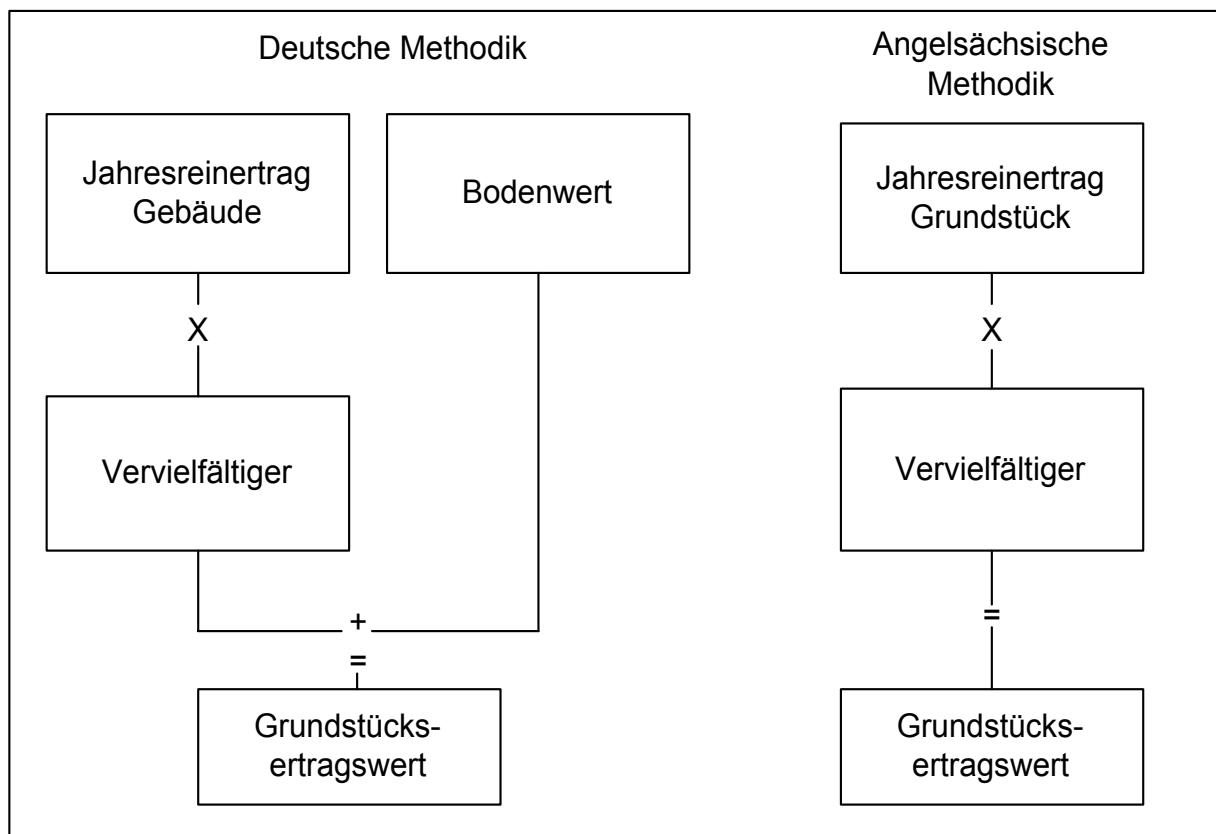 Deutsche Methodik
Jahresreinertrag
Gebäude
Bodenwert
X
Vervielfältiger
+
=
Grundstücks-
ertragswert
Angelsächsische
Methodik
Jahresreinertrag
Grundstück
X
Vervielfältiger
=
Grundstücks-
ertragswert